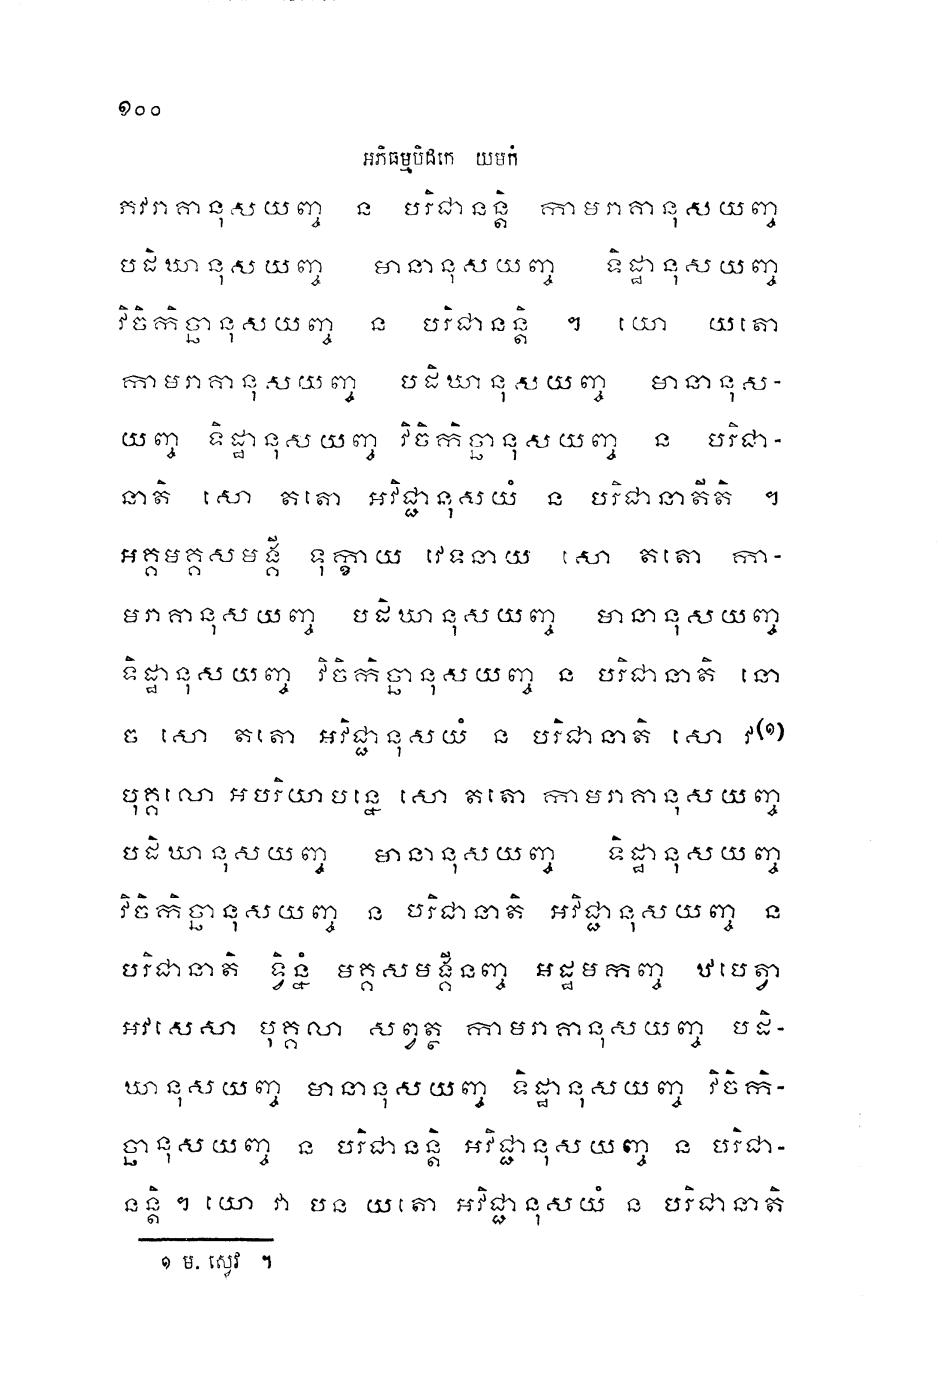 ១០០
អភិធម្មបិដកេ យមកំ
ភវរាគានុសយញ្ច ន បរិជានន្តិ កាមរាគានុសយញ្ច
បដិឃានុសយញ្ច មានានុសយញ្ច ទិដ្ឋានុសយញ្ច
វិចិកិច្ឆានុសយញ្ច ន បរិជានន្តិ ។ យោ យតោ
កាមរាគានុសយញ្ច បដិឃានុសយញ្ច មានានុស-
យញ្ច ទិដ្ឋានុសយញ្ច វិចិកិច្ឆានុសយញ្ច ន បរិជា-
នាតិ សោ តតោ អវិជ្ជានុសយំ ន បរិជានាតីតិ ។
អគ្គមគ្គសមង្គី ទុក្ខាយ វេទនាយ សោ តតោ កា-
មរាគានុសយញ្ច បដិឃានុសយញ្ច មានានុសយញ្ច
ទិដ្ឋានុសយញ្ច វិចិកិច្ឆានុសយញ្ច ន បរិជានាតិ នោ
ច សោ តតោ អវិជ្ជានុសយំ ន បរិជានាតិ សោ វ(១)
បុគ្គលោ អបរិយាបន្នេ សោ តតោ កាមរាគានុសយញ្ច
បដិឃានុសយញ្ច មានានុសយញ្ច ទិដ្ឋានុសយញ្ច
វិចិកិច្ឆានុសយញ្ច ន បរិជានាតិ អវិជ្ជានុសយញ្ច ន
បរិជានាតិ ទ្វិន្នំ មគ្គសមង្គីនញ្ច អដ្ឋមកញ្ច ឋបេត្វា
អវសេសា បុគ្គលា សព្វត្ថ កាមរាគានុសយញ្ច បដិ-
ឃានុសយញ្ច មានានុសយញ្ច ទិដ្ឋានុសយញ្ច វិចិកិ-
ច្ឆានុសយញ្ច ន បរិជានន្តិ អវិជ្ជានុសយញ្ច ន បរិជា-
នន្តិ ។ យោ វា បន យតោ អវិជ្ជានុសយំ ន បរិជានាតិ
១ ម. ស្វេវ ។